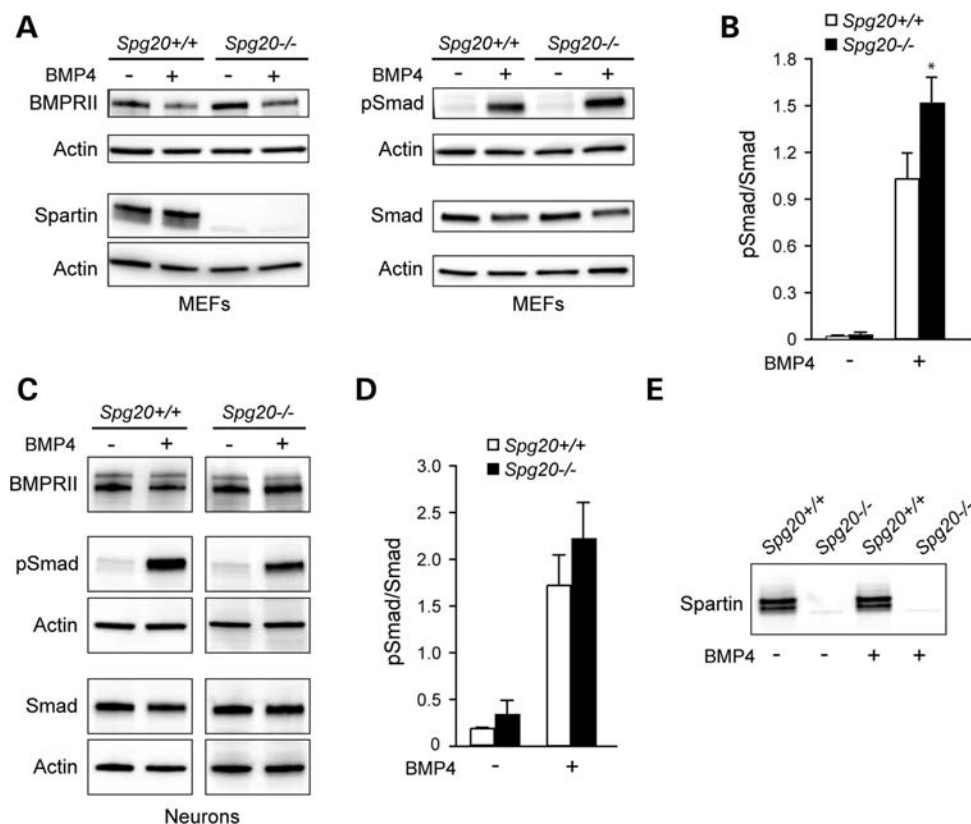 A
Spg20+/+ Spg20-/-
BMP4 - + - +
BMPRII
Actin
Spartin
Actin
MEFs
Spg20+/+ Spg20-/-
- + - +
pSmad
Actin
Smad
Actin
MEFs
B
Spg20+/+
Spg20-/-
*
1.8
1.5
1.2
0.9
0.6
0.3
0
pSmad/Smad
BMP4 - +
C
Spg20+/+ Spg20-/-
BMP4 - + - +
BMPRII
pSmad
Actin
Smad
Actin
Neurons
D
Spg20+/+
Spg20-/-
3.0
2.5
2.0
1.5
1.0
0.5
0
pSmad/Smad
BMP4 - +
E
Spg20+/+ Spg20-/- Spg20+/+ Spg20-/-
Spartin
BMP4 - - + +